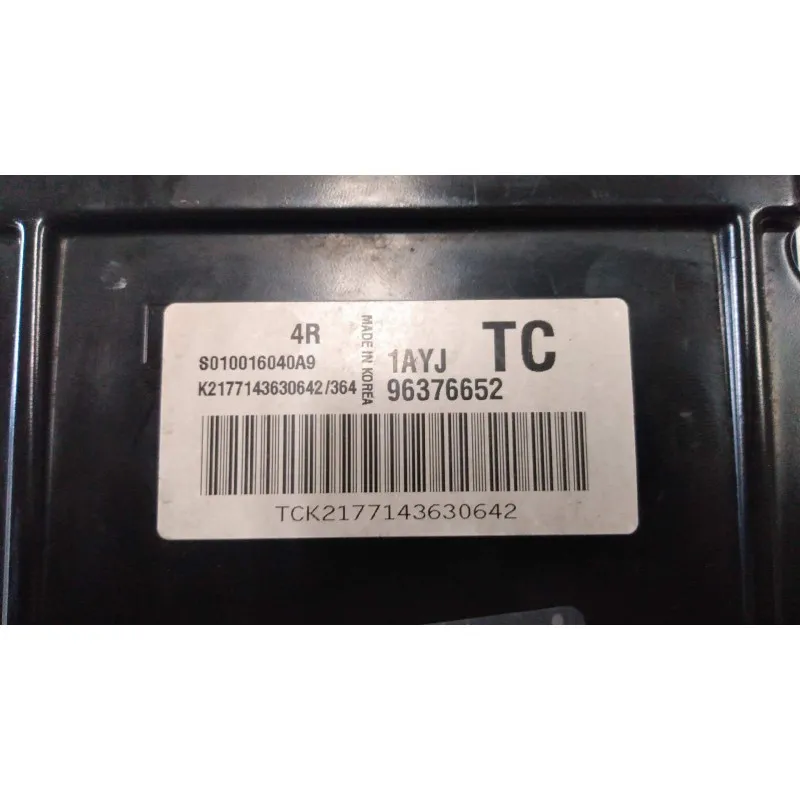 4R
S010016040A9
K2177143630642/364
MADE IN KOREA
1AYJ TC
96376652
TCK2177143630642